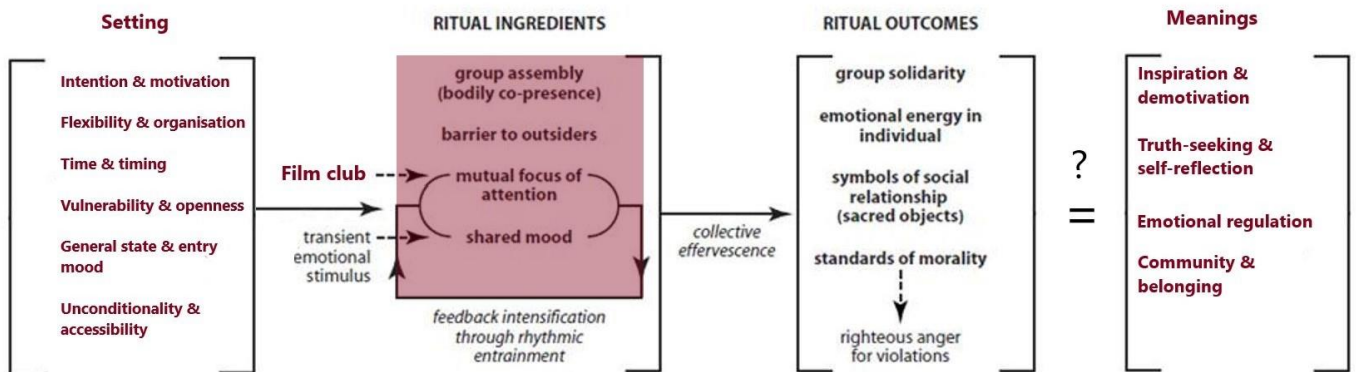 Setting
Intention & motivation
Flexibility & organisation
Time & timing
Vulnerability & openness
General state & entry
mood
Unconditionality &
accessibility
Film club
transient
emotional
stimulus
RITUAL INGREDIENTS
group assembly
(bodily co-presence)
barrier to outsiders
mutual focus of
attention
shared mood
feedback intensification
through rhythmic
entrainment
collective
effervescence
RITUAL OUTCOMES
group solidarity
emotional energy in
individual
symbols of social
relationship
(sacred objects)
standards of morality
righteous anger
for violations
?
=
Meanings
Inspiration &
demotivation
Truth-seeking &
self-reflection
Emotional regulation
Community &
belonging